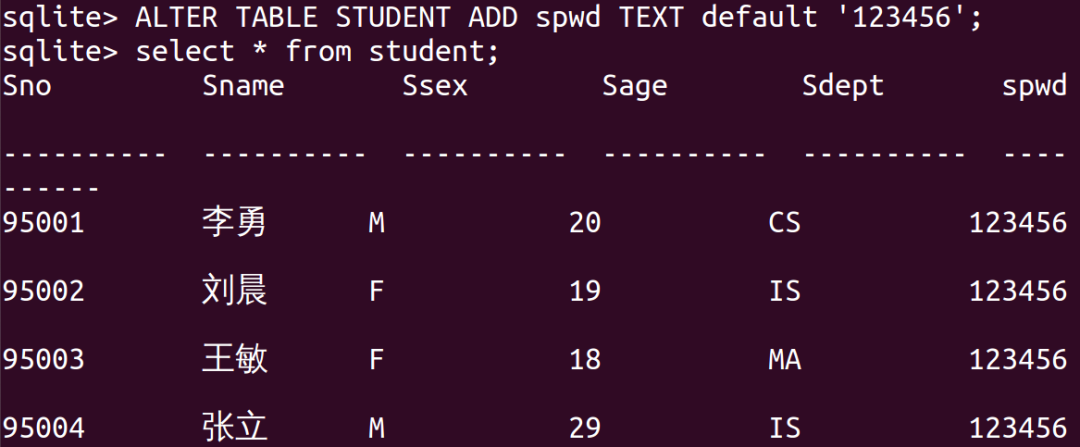 sqlite> ALTER TABLE STUDENT ADD spwd TEXT default '123456';
sqlite> select * from student;
Sno         Sname       Ssex        Sage        Sdept       spwd
----------  ----------  ----------  ----------  ----------  ----
------
95001       李勇      M           20          CS          123456
95002       刘晨      F           19          IS          123456
95003       王敏      F           18          MA          123456
95004       张立      M           29          IS          123456